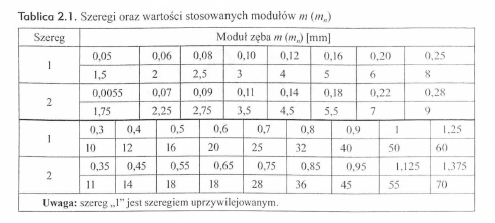 Tablica 2.1. Szeregi oraz wartości stosowanych modułów m (mn)
Szereg Moduł zęba m (mn) [mm]
1 0,05 0,06 0,08 0,10 0,12 0,16 0,20 0,25
1,5 2 2,5 3 4 5 6 8
2 0,0055 0,07 0,09 0,11 0,14 0,18 0,22 0,28
1,75 2,25 2,75 3,5 4,5 5,5 7 9
1 0,3 0,4 0,5 0,6 0,7 0,8 0,9 1 1,25
10 12 16 20 25 32 40 50 60
2 0,35 0,45 0,55 0,65 0,75 0,85 0,95 1,125 1,375
11 14 18 18 28 36 45 55 70
Uwaga: szereg „1” jest szeregiem uprzywilejowanym.